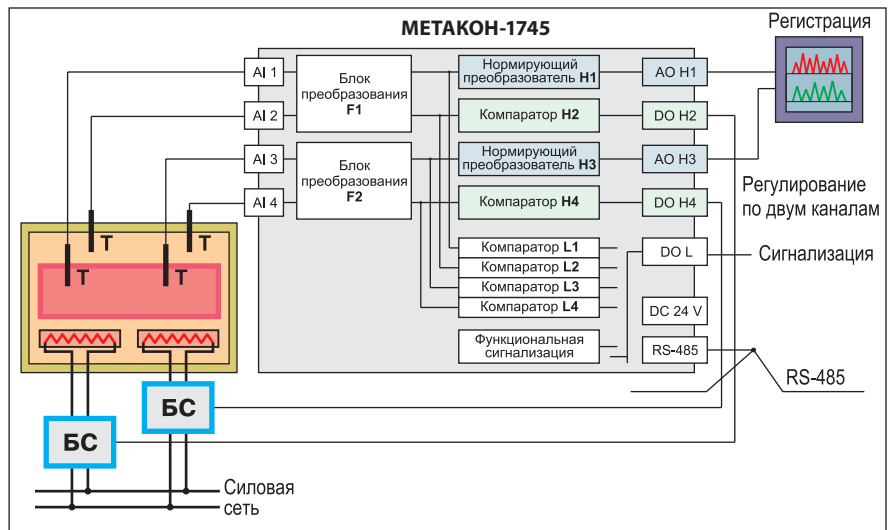 МЕТАКОН-1745
Регистрация
AI 1
AI 2
AI 3
AI 4
Блок
преобразования
F1
Блок
преобразования
F2
Нормирующий
преобразователь H1
Компаратор H2
Нормирующий
преобразователь H3
Компаратор H4
Компаратор L1
Компаратор L2
Компаратор L3
Компаратор L4
Функциональная
сигнализация
AO H1
DO H2
AO H3
DO H4
DO L
DC 24 V
RS-485
Регулирование
по двум каналам
Сигнализация
RS-485
T
T
T
T
БС
БС
Силовая
сеть